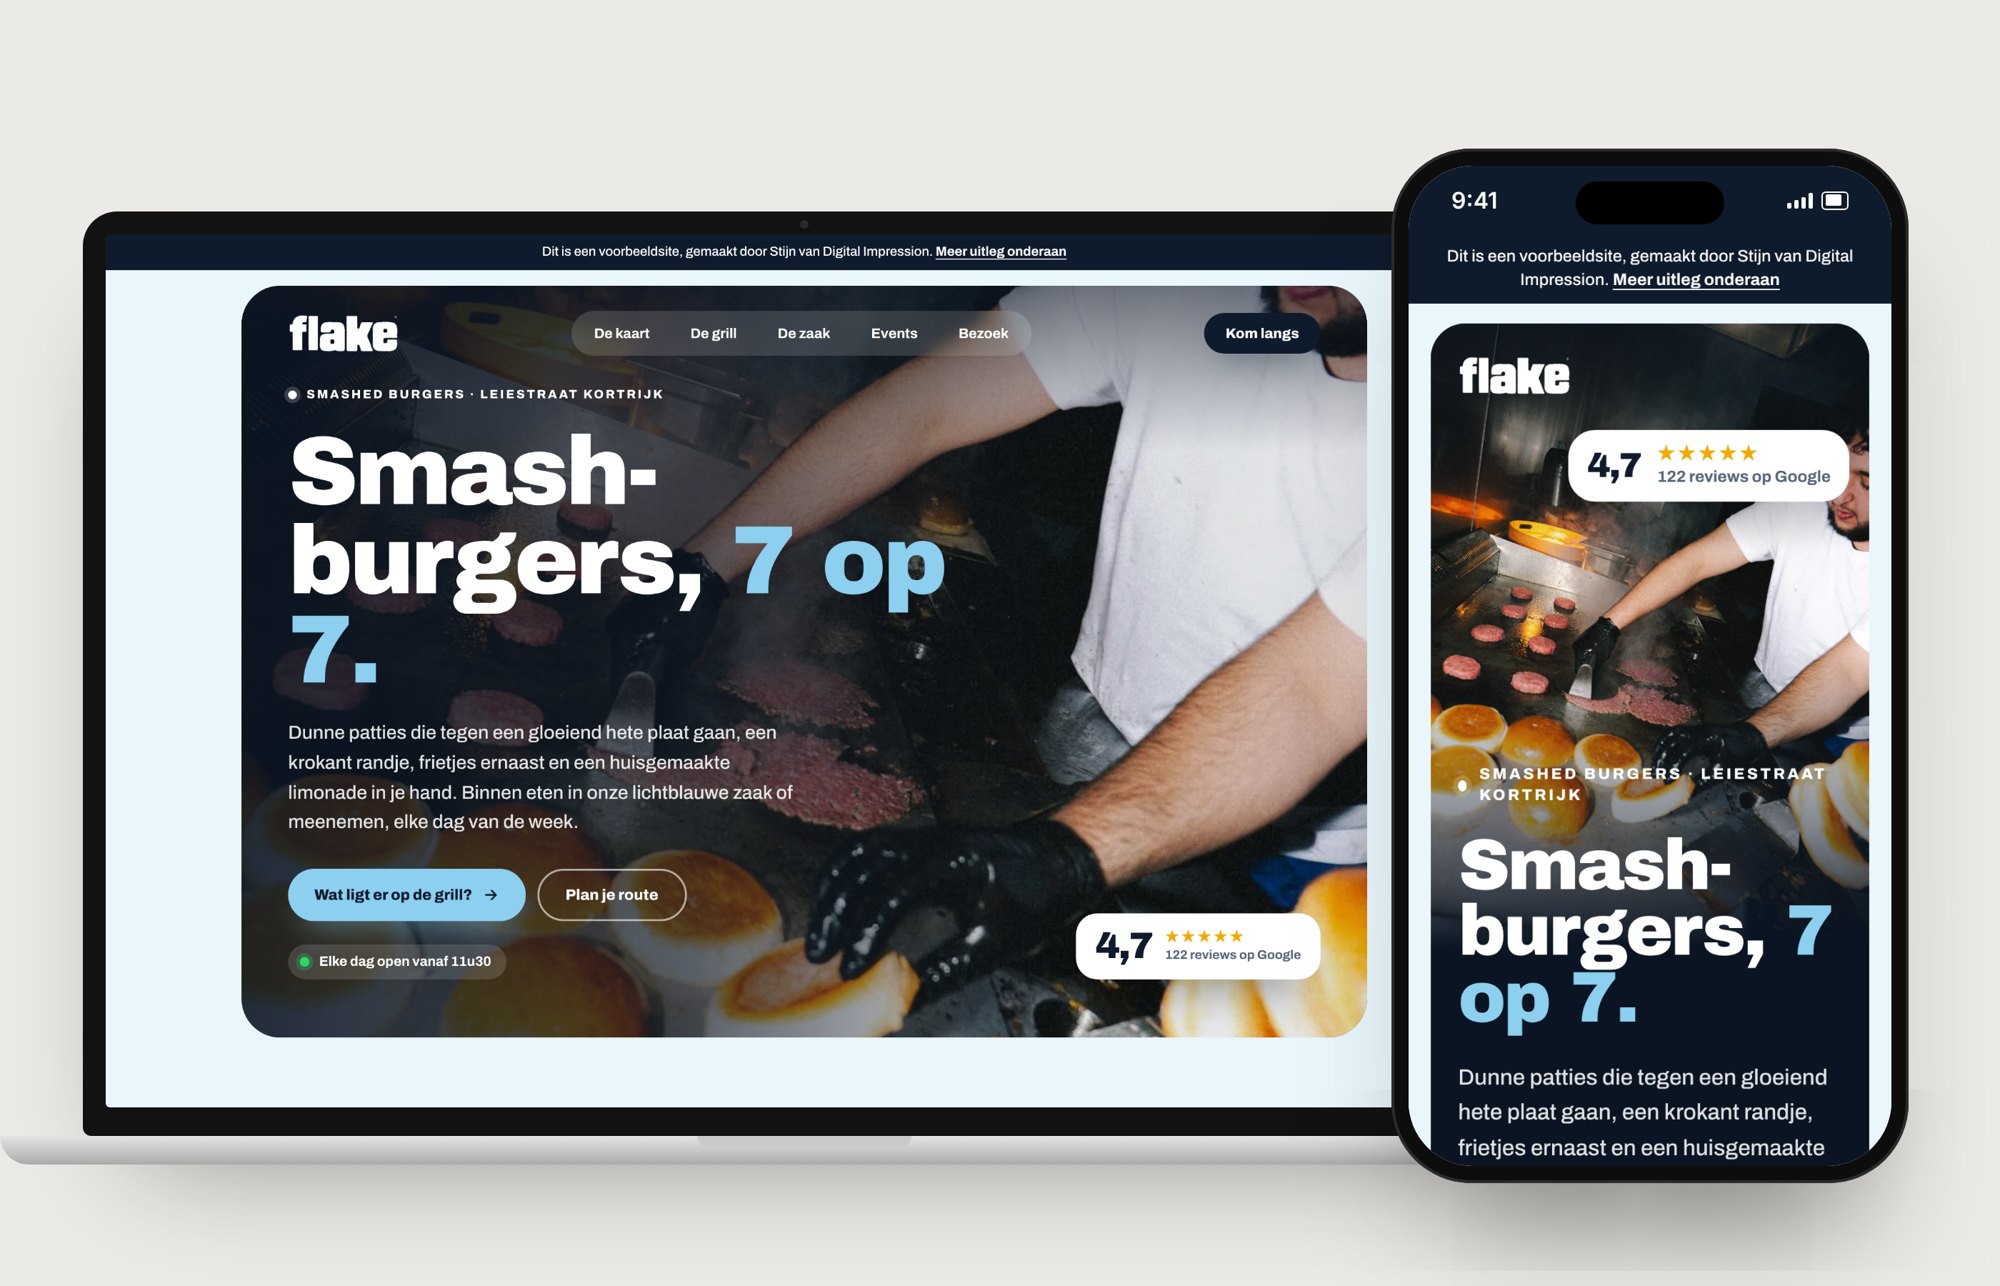 Dit is een voorbeeldsite, gemaakt door Stijn van Digital Impression. Meer uitleg onderaan
flake
De kaart
De grill
De zaak
Events
Bezoek
Kom langs
SMASHED BURGERS · LEIESTRAAT KORTRIJK
Smash-
burgers, 7 op
7.
Dunne patties die tegen een gloeiend hete plaat gaan, een
krokant randje, frietjes ernaast en een huisgemaakte
limonade in je hand. Binnen eten in onze lichtblauwe zaak of
meenemen, elke dag van de week.
Wat ligt er op de grill? →
Plan je route
Elke dag open vanaf 11u30
4,7
★★★★★
122 reviews op Google
9:41
Dit is een voorbeeldsite, gemaakt door Stijn van Digital
Impression. Meer uitleg onderaan
flake
4,7
★★★★★
122 reviews op Google
SMASHED BURGERS · LEIESTRAAT
KORTRIJK
Smash-
burgers, 7
op 7.
Dunne patties die tegen een gloeiend
hete plaat gaan, een krokant randje,
frietjes ernaast en een huisgemaakte